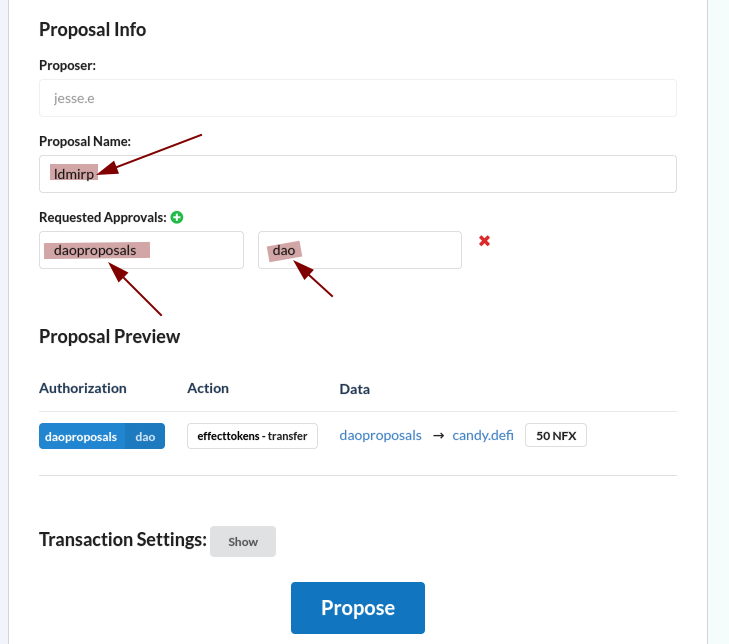 Proposal Info
Proposer:
jesse.e
Proposal Name:
ldmirp
Requested Approvals:
daoproposals dao
Proposal Preview
Authorization Action Data
daoproposals dao effecttokens - transfer daoproposals → candy.defi 50 NFX
Transaction Settings: Show
Propose